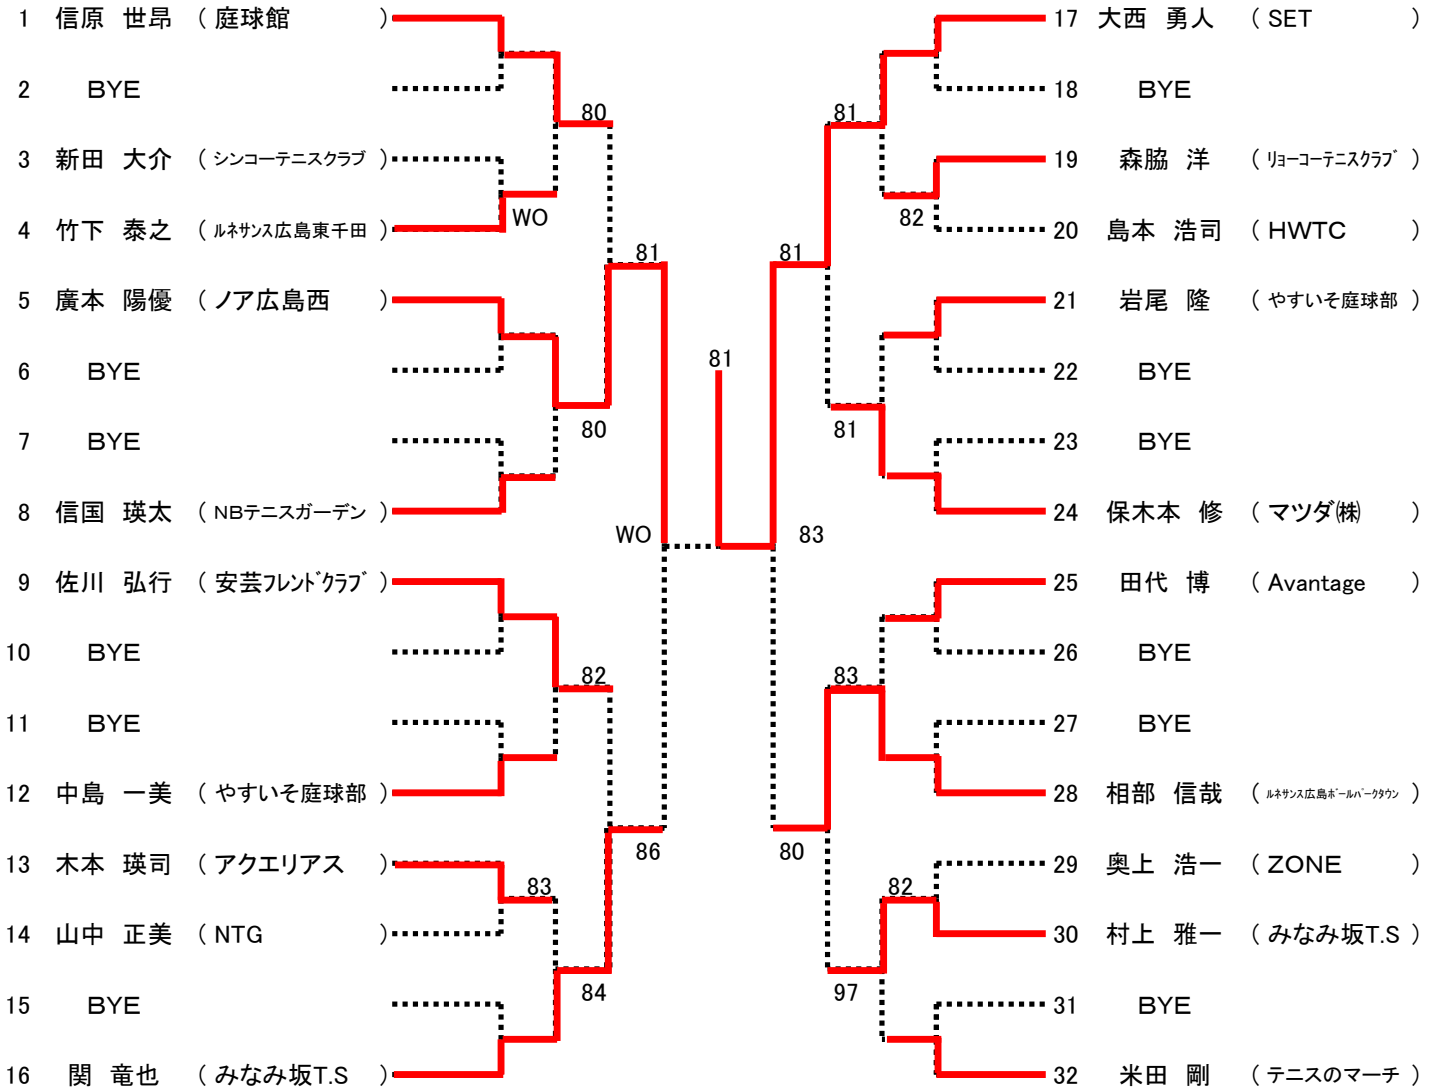 1 信原 世昂 （ 庭球館 ）
2 BYE
80
3 新田 大介 （ シンコーテニスクラブ ）
WO
4 竹下 泰之 （ ルネサンス広島東千田 ）
81
5 廣本 陽優 （ ノア広島西 ）
6 BYE
80
7 BYE
8 信国 瑛太 （ NBテニスガーデン ）
WO
9 佐川 弘行 （ 安芸フレンドクラブ ）
10 BYE
82
11 BYE
12 中島 一美 （ やすいそ庭球部 ）
86
13 木本 瑛司 （ アクエリアス ）
83
14 山中 正美 （ NTG ）
84
15 BYE
16 関 竜也 （ みなみ坂T.S ）
81
17 大西 勇人 （ SET ）
18 BYE
81
19 森脇 洋 （ リョーコーテニスクラブ ）
82
20 島本 浩司 （ HWTC ）
81
21 岩尾 隆 （ やすいそ庭球部 ）
22 BYE
81
23 BYE
24 保木本 修 （ マツダ㈱ ）
83
25 田代 博 （ Avantage ）
26 BYE
83
27 BYE
28 相部 信哉 （ ルネサンス広島ボールパークタウン ）
80
29 奥上 浩一 （ ZONE ）
82
30 村上 雅一 （ みなみ坂T.S ）
97
31 BYE
32 米田 剛 （ テニスのマーチ ）